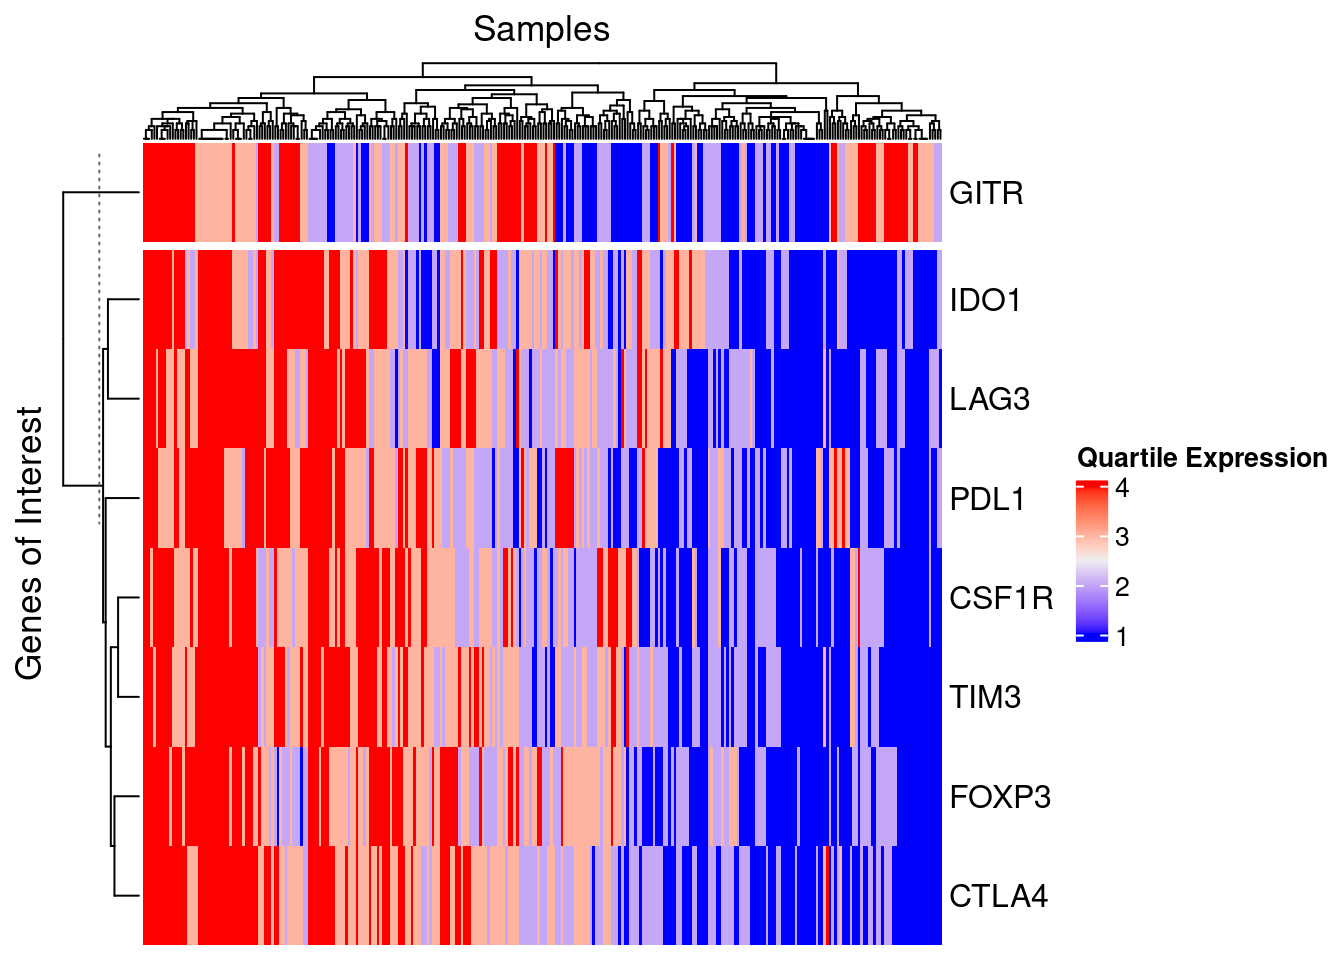 Samples
GITR
IDO1
LAG3
PDL1
CSF1R
TIM3
FOXP3
CTLA4
Genes of Interest
Quartile Expression
4
3
2
1